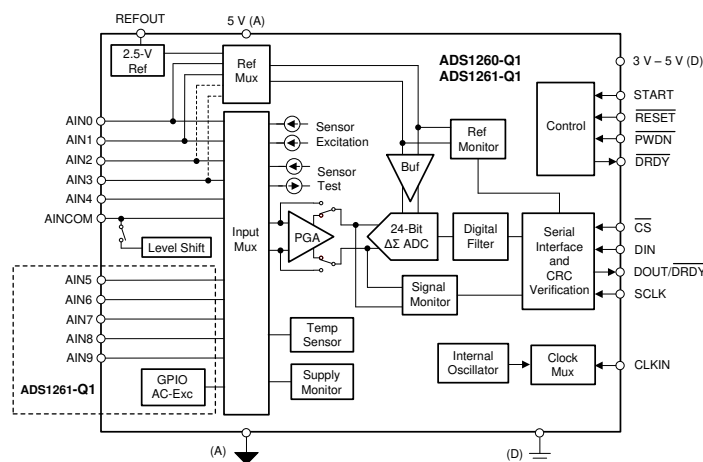 REFOUT
5 V (A)
2.5-V
Ref
Ref
Mux
ADS1260-Q1
ADS1261-Q1
3 V – 5 V (D)
START
RESET
PWDN
DRDY
Control
AIN0
AIN1
AIN2
AIN3
AIN4
AINCOM
Level Shift
Sensor
Excitation
Sensor
Test
Ref
Monitor
Buf
Input
Mux
PGA
24-Bit
ΔΣ ADC
Digital
Filter
Serial
Interface
and
CRC
Verification
CS
DIN
DOUT/DRDY
SCLK
Signal
Monitor
AIN5
AIN6
AIN7
AIN8
AIN9
ADS1261-Q1
GPIO
AC-Exc
Temp
Sensor
Supply
Monitor
Internal
Oscillator
Clock
Mux
CLKIN
(A)
(D)